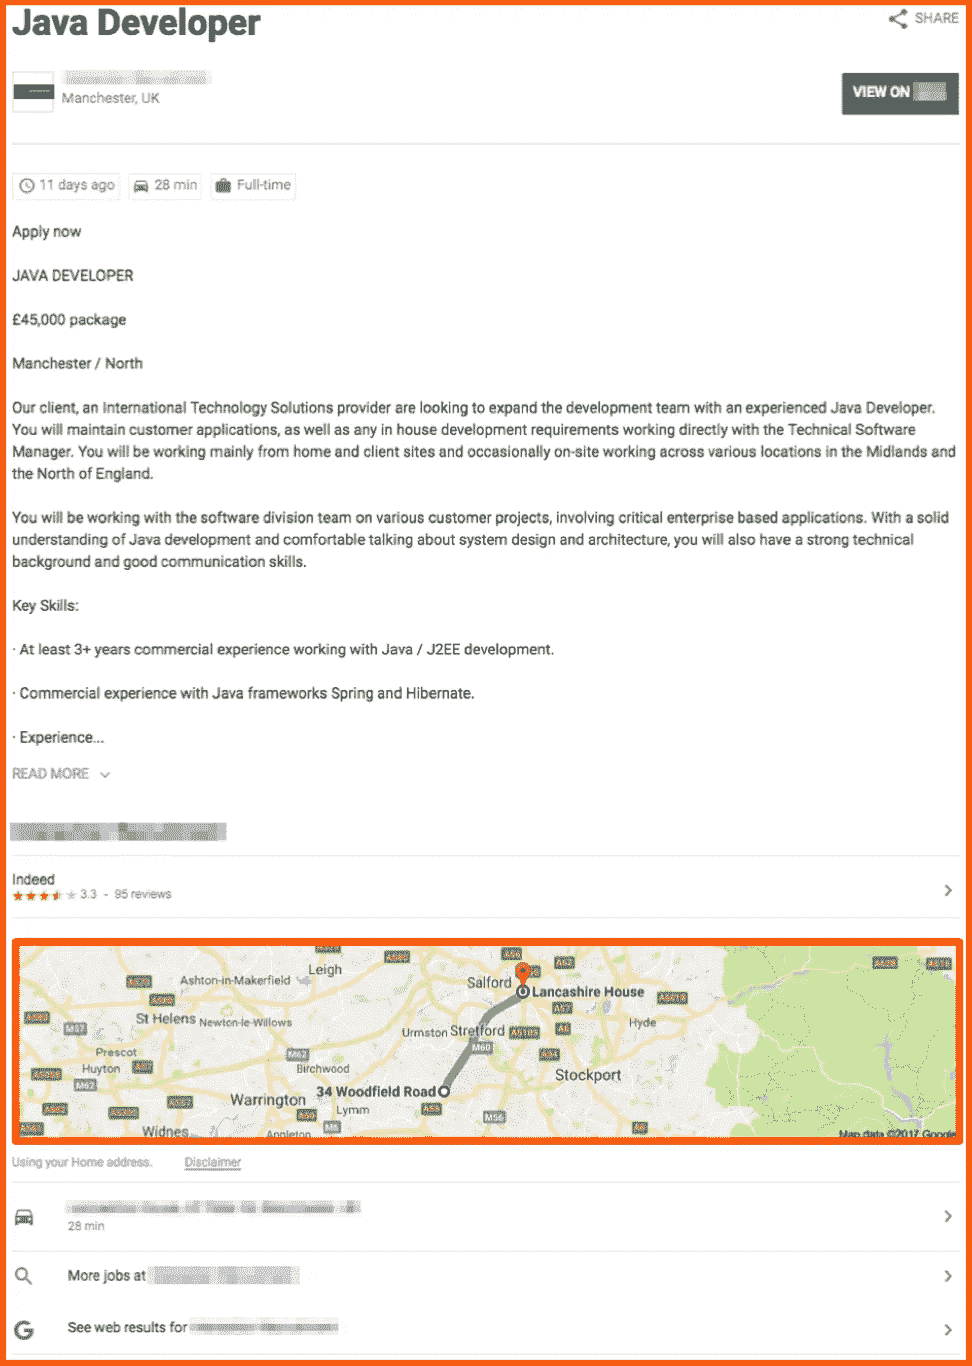 Java Developer
SHARE
Manchester, UK
VIEW ON
11 days ago
28 min
Full-time
Apply now
JAVA DEVELOPER
£45,000 package
Manchester / North
Our client, an International Technology Solutions provider are looking to expand the development team with an experienced Java Developer.
You will maintain customer applications, as well as any in house development requirements working directly with the Technical Software
Manager. You will be working mainly from home and client sites and occasionally on-site working across various locations in the Midlands and
the North of England.
You will be working with the software division team on various customer projects, involving critical enterprise based applications. With a solid
understanding of Java development and comfortable talking about system design and architecture, you will also have a strong technical
background and good communication skills.
Key Skills:
· At least 3+ years commercial experience working with Java / J2EE development.
· Commercial experience with Java frameworks Spring and Hibernate.
· Experience...
READ MORE
Indeed
3.3 - 95 reviews
Leigh
A62
Ashton-in-Makerfield
Salford
Lancashire House
A57
St Helens
Newton-le-Willows
M57
Urmston
Stretford
A5103
A6
Hyde
M60
Prescot
Huyton
M62
Birchwood
Stockport
M62
34 Woodfield Road
Warrington
Lymm
M56
Widnes
Appleton
Map data ©2017 Google
Using your Home address.
Disclaimer
28 min
More jobs at
See web results for